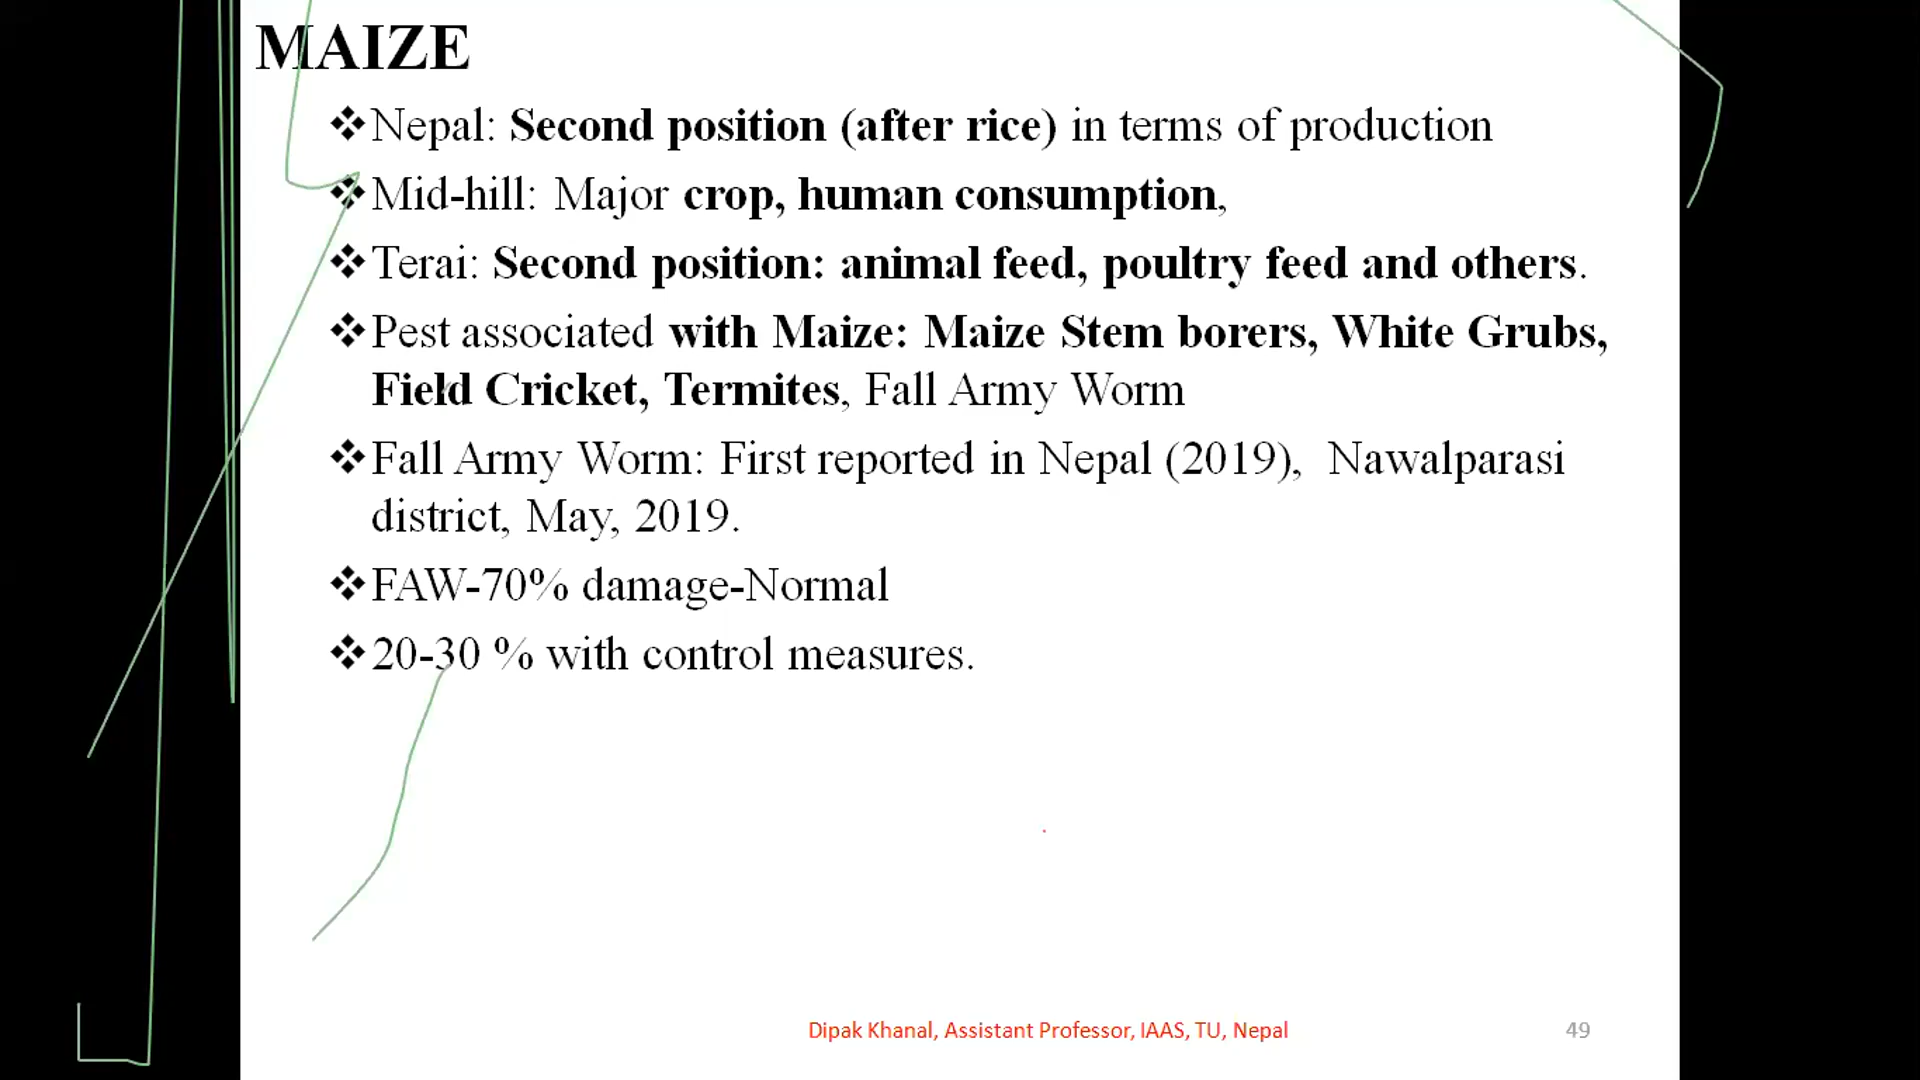 MAIZE
❖Nepal: Second position (after rice) in terms of production
❖Mid-hill: Major crop, human consumption,
❖Terai: Second position: animal feed, poultry feed and others.
❖Pest associated with Maize: Maize Stem borers, White Grubs,
Field Cricket, Termites, Fall Army Worm
❖Fall Army Worm: First reported in Nepal (2019), Nawalparasi
district, May, 2019.
❖FAW-70% damage-Normal
❖20-30 % with control measures.
Dipak Khanal, Assistant Professor, IAAS, TU, Nepal
49